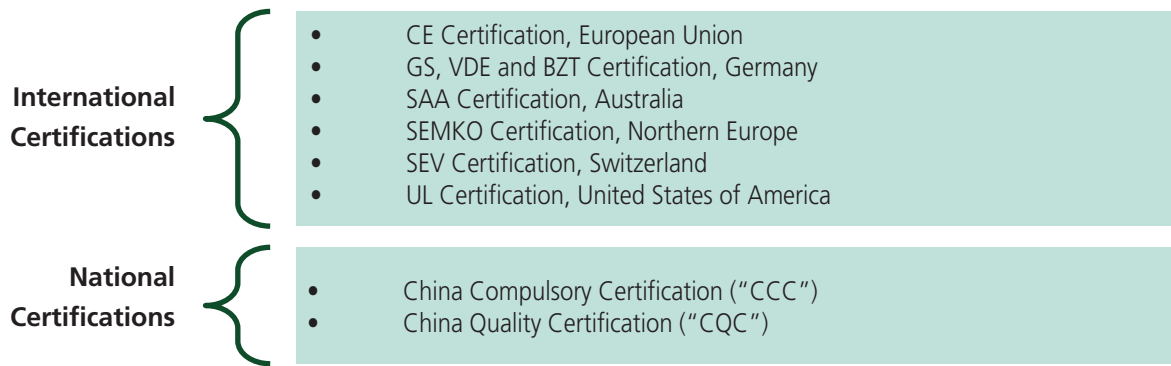 International
Certifications
• CE Certification, European Union
• GS, VDE and BZT Certification, Germany
• SAA Certification, Australia
• SEMKO Certification, Northern Europe
• SEV Certification, Switzerland
• UL Certification, United States of America
National
Certifications
• China Compulsory Certification (“CCC”)
• China Quality Certification (“CQC”)